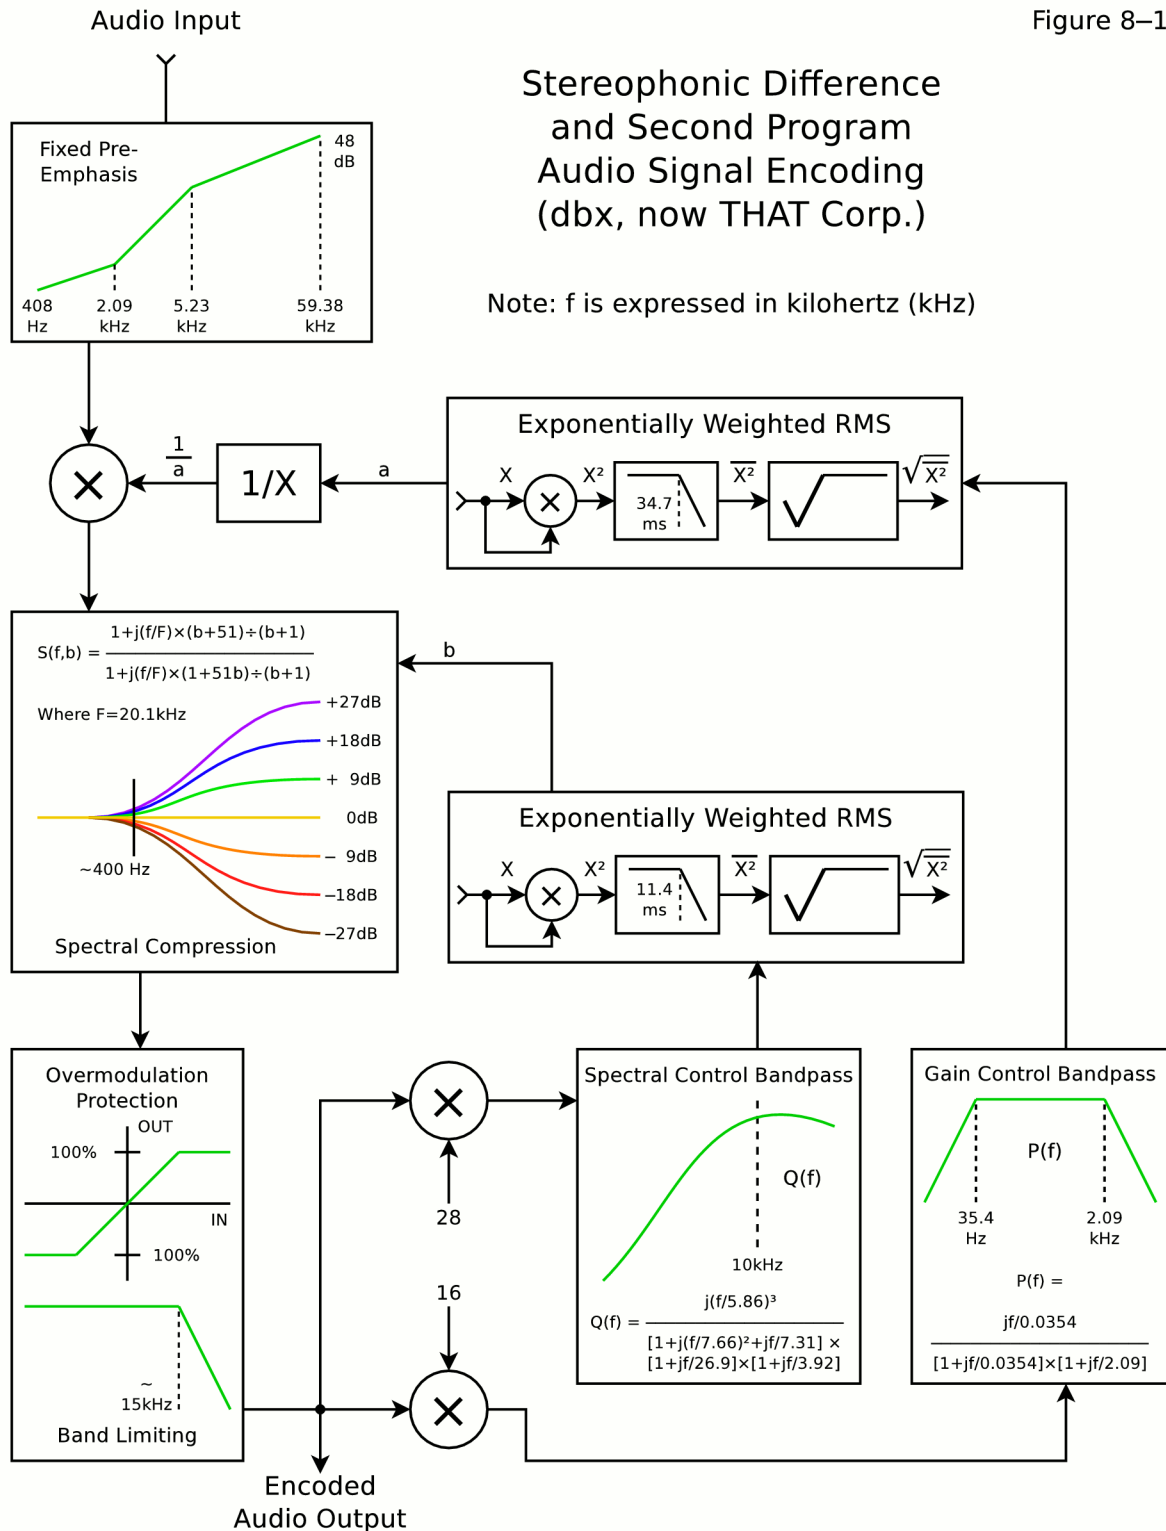 Audio Input
Figure 8–1
Stereophonic Difference
and Second Program
Audio Signal Encoding
(dbx, now THAT Corp.)
Note: f is expressed in kilohertz (kHz)
Fixed Pre-
Emphasis
48
dB
408
Hz
2.09
kHz
5.23
kHz
59.38
kHz
×
1
a
1/X
a
Exponentially Weighted RMS
X
×
X²
34.7
ms
X²
√X²
S(f,b) =
1+j(f/F)×(b+51)÷(b+1)
1+j(f/F)×(1+51b)÷(b+1)
Where F=20.1kHz
+27dB
+18dB
+ 9dB
0dB
− 9dB
−18dB
−27dB
~400 Hz
Spectral Compression
b
Exponentially Weighted RMS
X
×
X²
11.4
ms
X²
√X²
Overmodulation
Protection
OUT
100%
IN
100%
~
15kHz
Band Limiting
×
28
16
×
Encoded
Audio Output
Spectral Control Bandpass
Q(f)
10kHz
Q(f) =
j(f/5.86)³
[1+j(f/7.66)²+jf/7.31] ×
[1+jf/26.9]×[1+jf/3.92]
Gain Control Bandpass
P(f)
35.4
Hz
2.09
kHz
P(f) =
jf/0.0354
[1+jf/0.0354]×[1+jf/2.09]